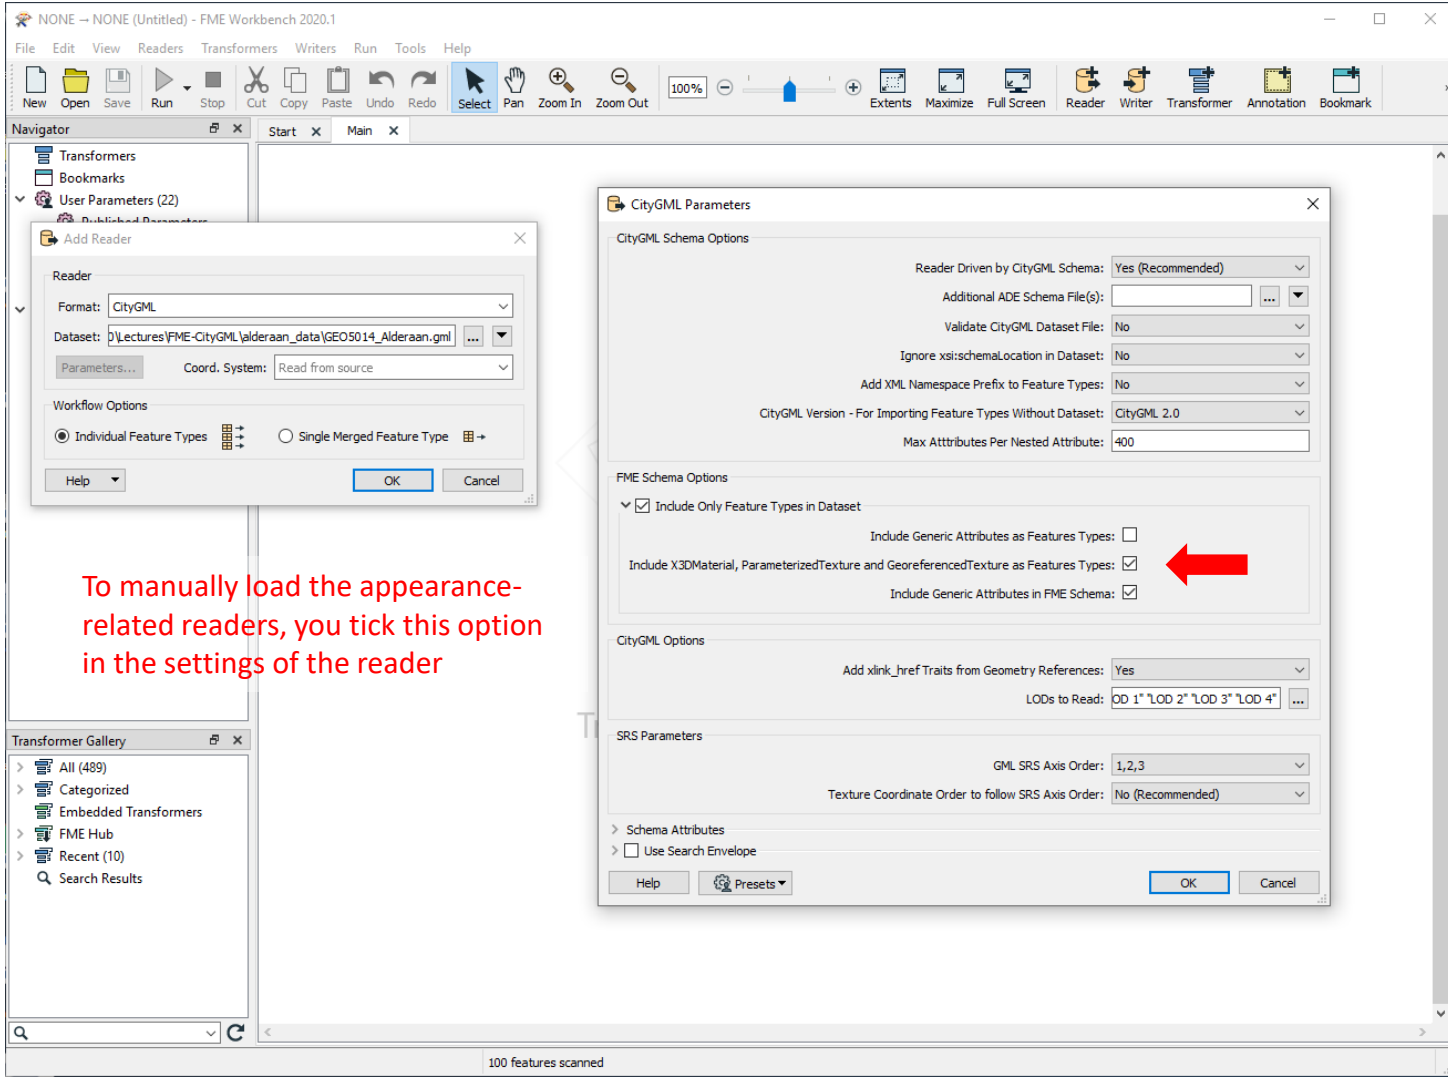 NONE → NONE (Untitled) - FME Workbench 2020.1
File Edit View Readers Transformers Writers Run Tools Help
New Open Save Run Stop Cut Copy Paste Undo Redo Select Pan Zoom In Zoom Out 100% Extents Maximize Full Screen Reader Writer Transformer Annotation Bookmark
Navigator
Start Main
Transformers
Bookmarks
User Parameters (22)
Published Parameters
Add Reader
Reader
Format: CityGML
Dataset: 0\Lectures\FME-CityGML\alderaan_data\GEO5014_Alderaan.gml ...
Parameters... Coord. System: Read from source
Workflow Options
Individual Feature Types Single Merged Feature Type
Help OK Cancel
To manually load the appearance-
related readers, you tick this option
in the settings of the reader
CityGML Parameters
CityGML Schema Options
Reader Driven by CityGML Schema: Yes (Recommended)
Additional ADE Schema File(s): ...
Validate CityGML Dataset File: No
Ignore xsi:schemaLocation in Dataset: No
Add XML Namespace Prefix to Feature Types: No
CityGML Version - For Importing Feature Types Without Dataset: CityGML 2.0
Max Atttributes Per Nested Attribute: 400
FME Schema Options
Include Only Feature Types in Dataset
Include Generic Attributes as Features Types:
Include X3DMaterial, ParameterizedTexture and GeoreferencedTexture as Features Types:
Include Generic Attributes in FME Schema:
CityGML Options
Add xlink_href Traits from Geometry References: Yes
LODs to Read: OD 1" "LOD 2" "LOD 3" "LOD 4" ...
SRS Parameters
GML SRS Axis Order: 1,2,3
Texture Coordinate Order to follow SRS Axis Order: No (Recommended)
Schema Attributes
Use Search Envelope
Help Presets OK Cancel
Transformer Gallery
All (489)
Categorized
Embedded Transformers
FME Hub
Recent (10)
Search Results
100 features scanned